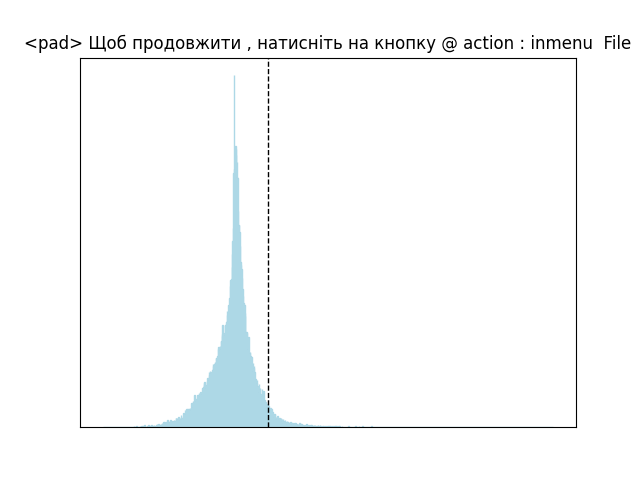 <pad> Щоб продовжити , натисніть на кнопку @ action : inmenu  File